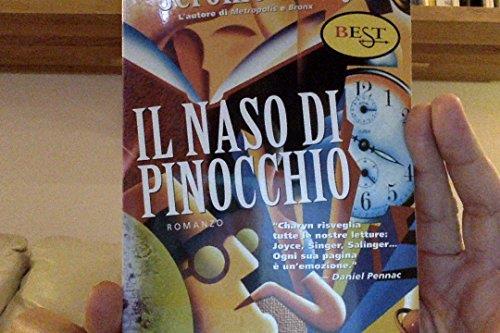 L'autore di Metropolis e Bronx
BEST
IL NASO DI
PINOCCHIO
ROMANZO
"Charyn risveglia
tutte le nostre letture:
Joyce, Singer, Salinger...
Ogni sua pagina
è un'emozione."
— Daniel Pennac